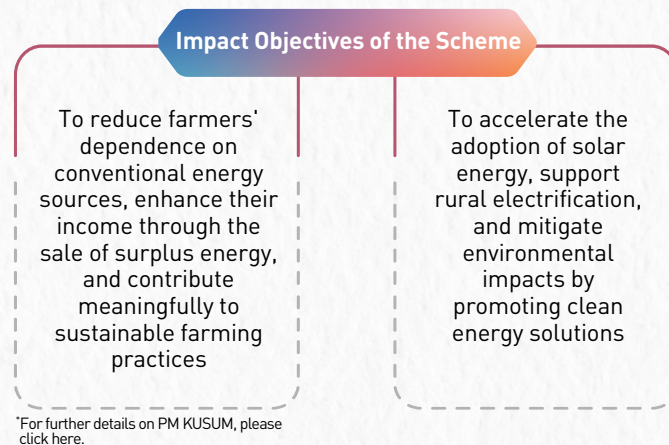 Impact Objectives of the Scheme
To reduce farmers'
dependence on
conventional energy
sources, enhance their
income through the
sale of surplus energy,
and contribute
meaningfully to
sustainable farming
practices
To accelerate the
adoption of solar
energy, support
rural electrification,
and mitigate
environmental
impacts by
promoting clean
energy solutions
*For further details on PM KUSUM, please
click here.